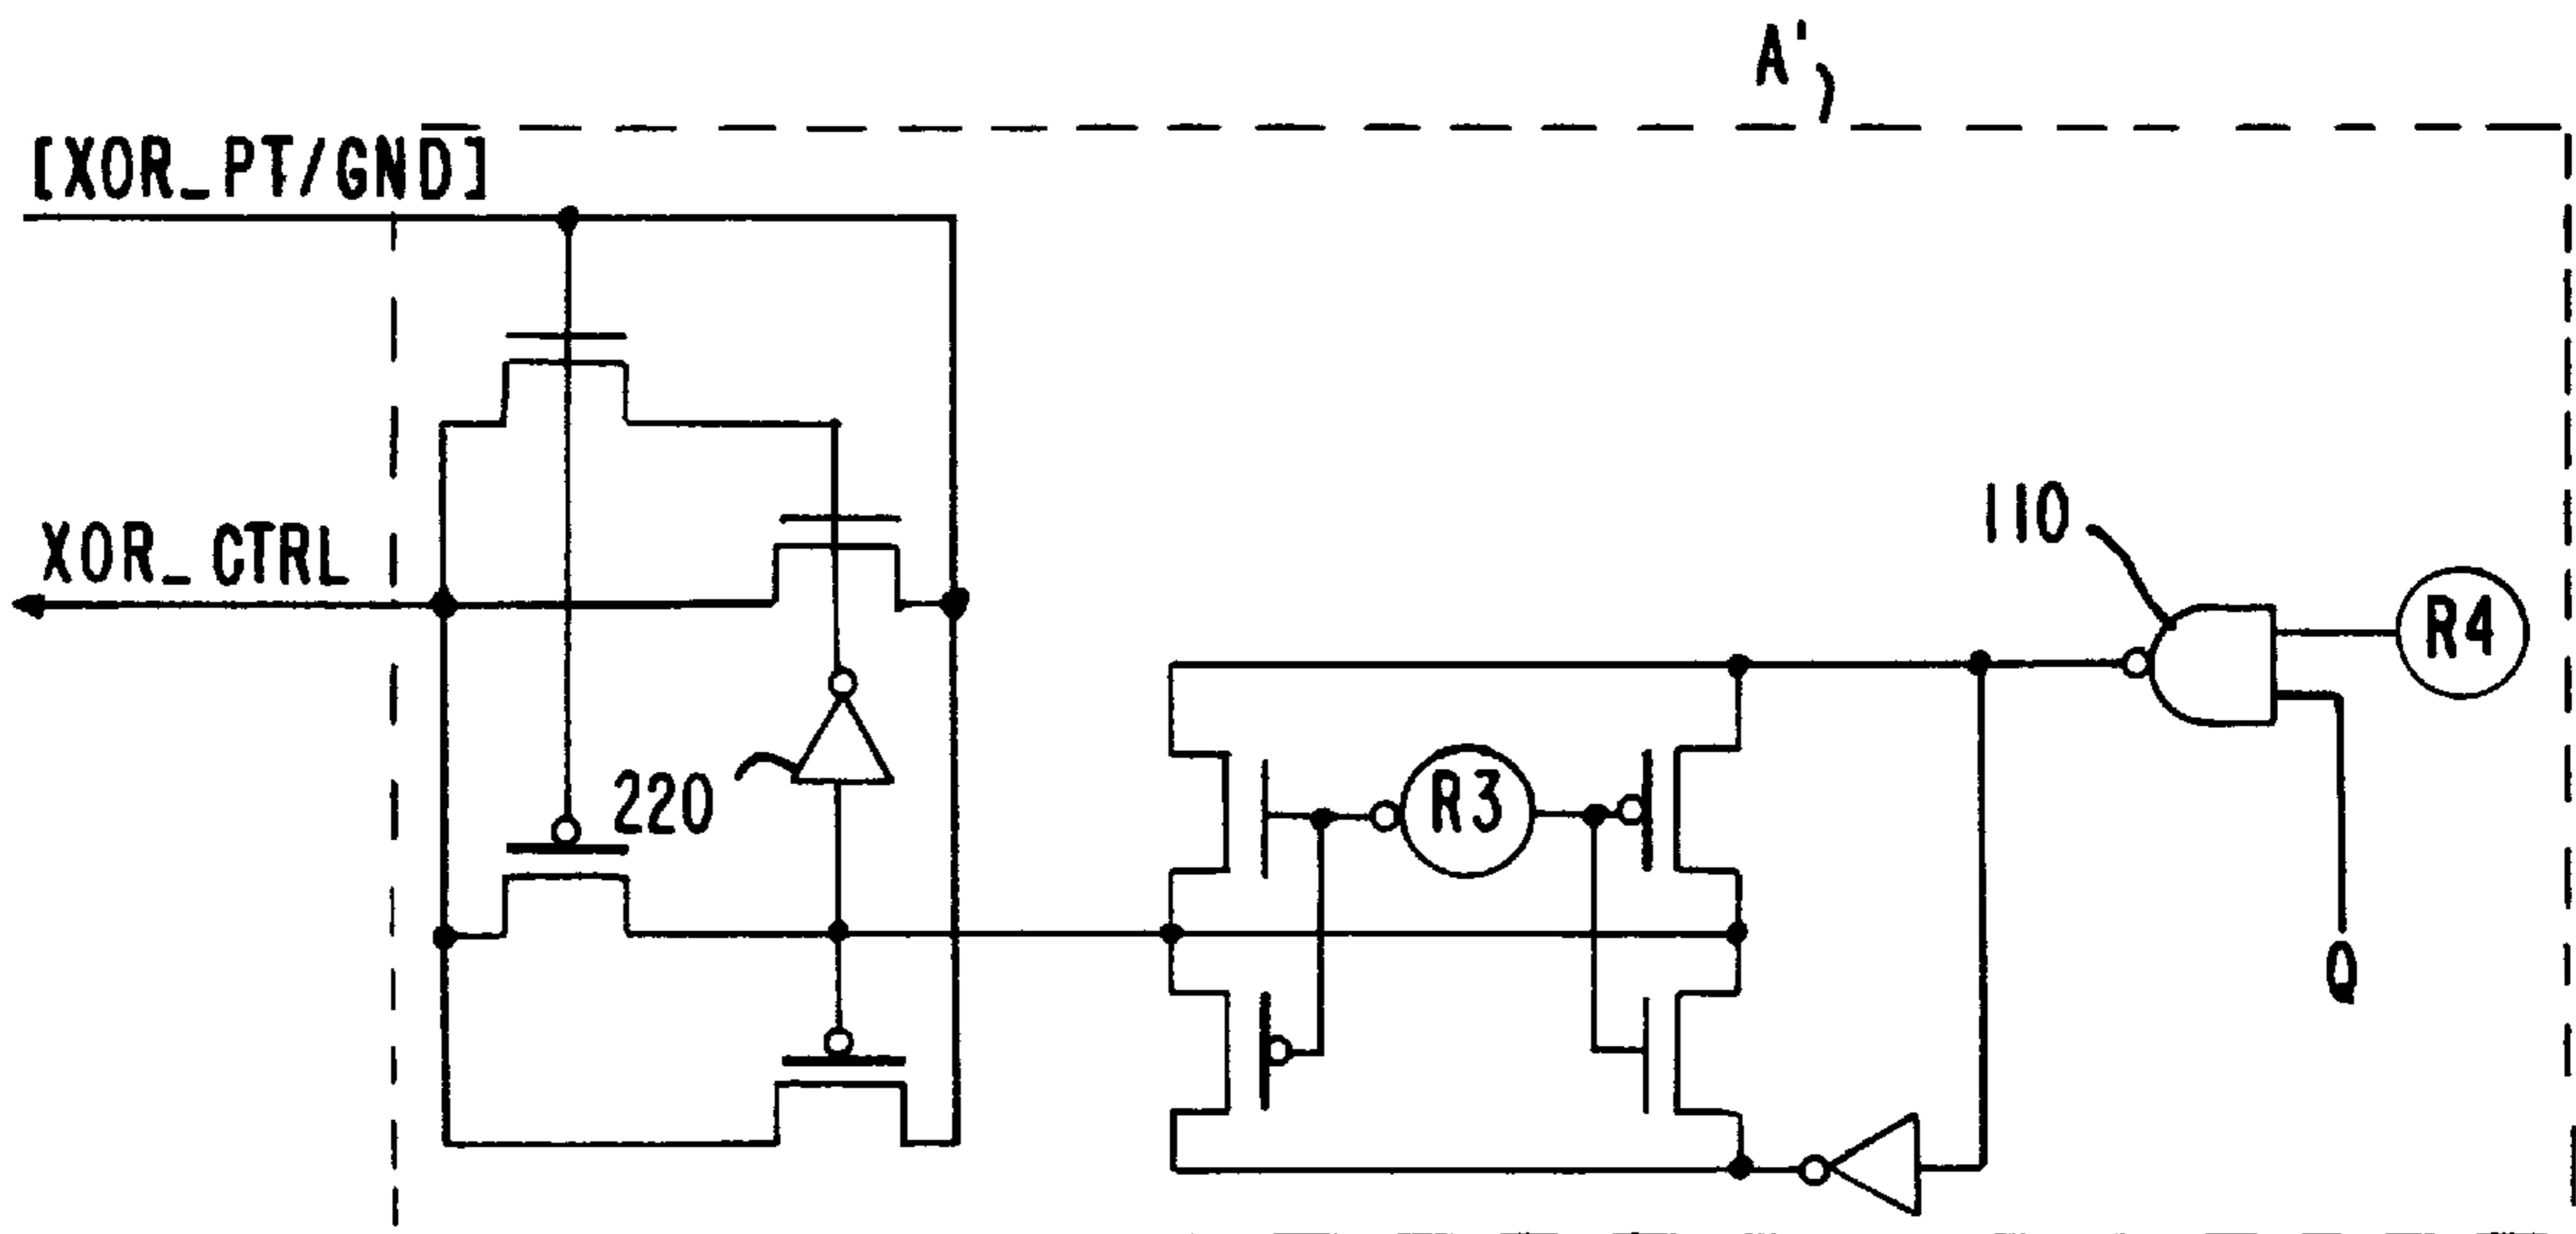 A'
[XOR_PT/GND]
XOR_CTRL
110
R4
220
R3
Q